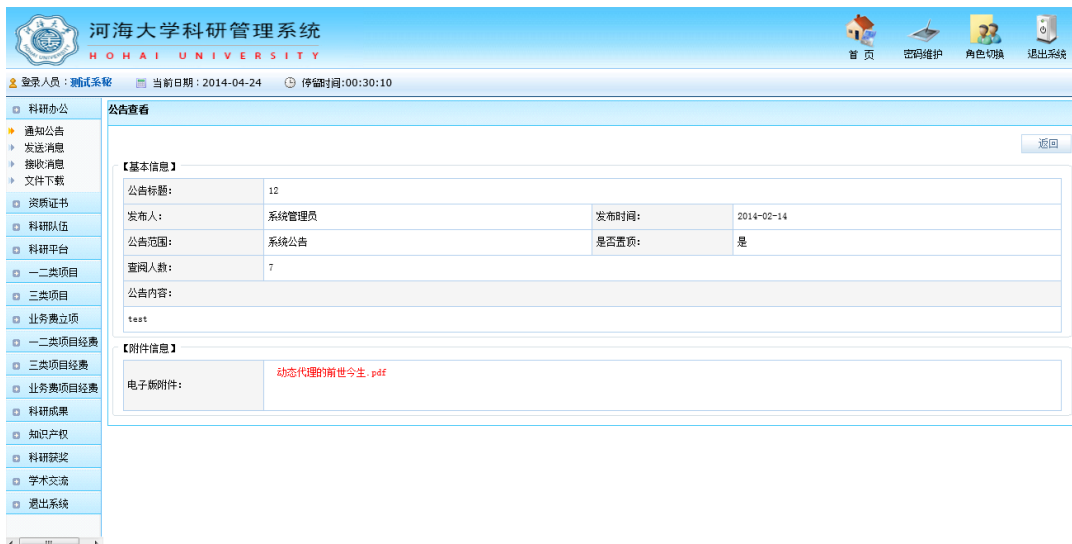 河海大学科研管理系统
HOHAI UNIVERSITY
首 页
密码维护
角色切换
退出系统
登录人员：测试系秘 当前日期：2014-04-24 停留时间:00:30:10
科研办公
通知公告
发送消息
接收消息
文件下载
资质证书
科研队伍
科研平台
一二类项目
三类项目
业务费立项
一二类项目经费
三类项目经费
业务费项目经费
科研成果
知识产权
科研获奖
学术交流
退出系统
公告查看
返回
【基本信息】
公告标题: 12
发布人: 系统管理员 发布时间: 2014-02-14
公告范围: 系统公告 是否置顶: 是
查阅人数: 7
公告内容:
test
【附件信息】
电子版附件: 动态代理的前世今生.pdf